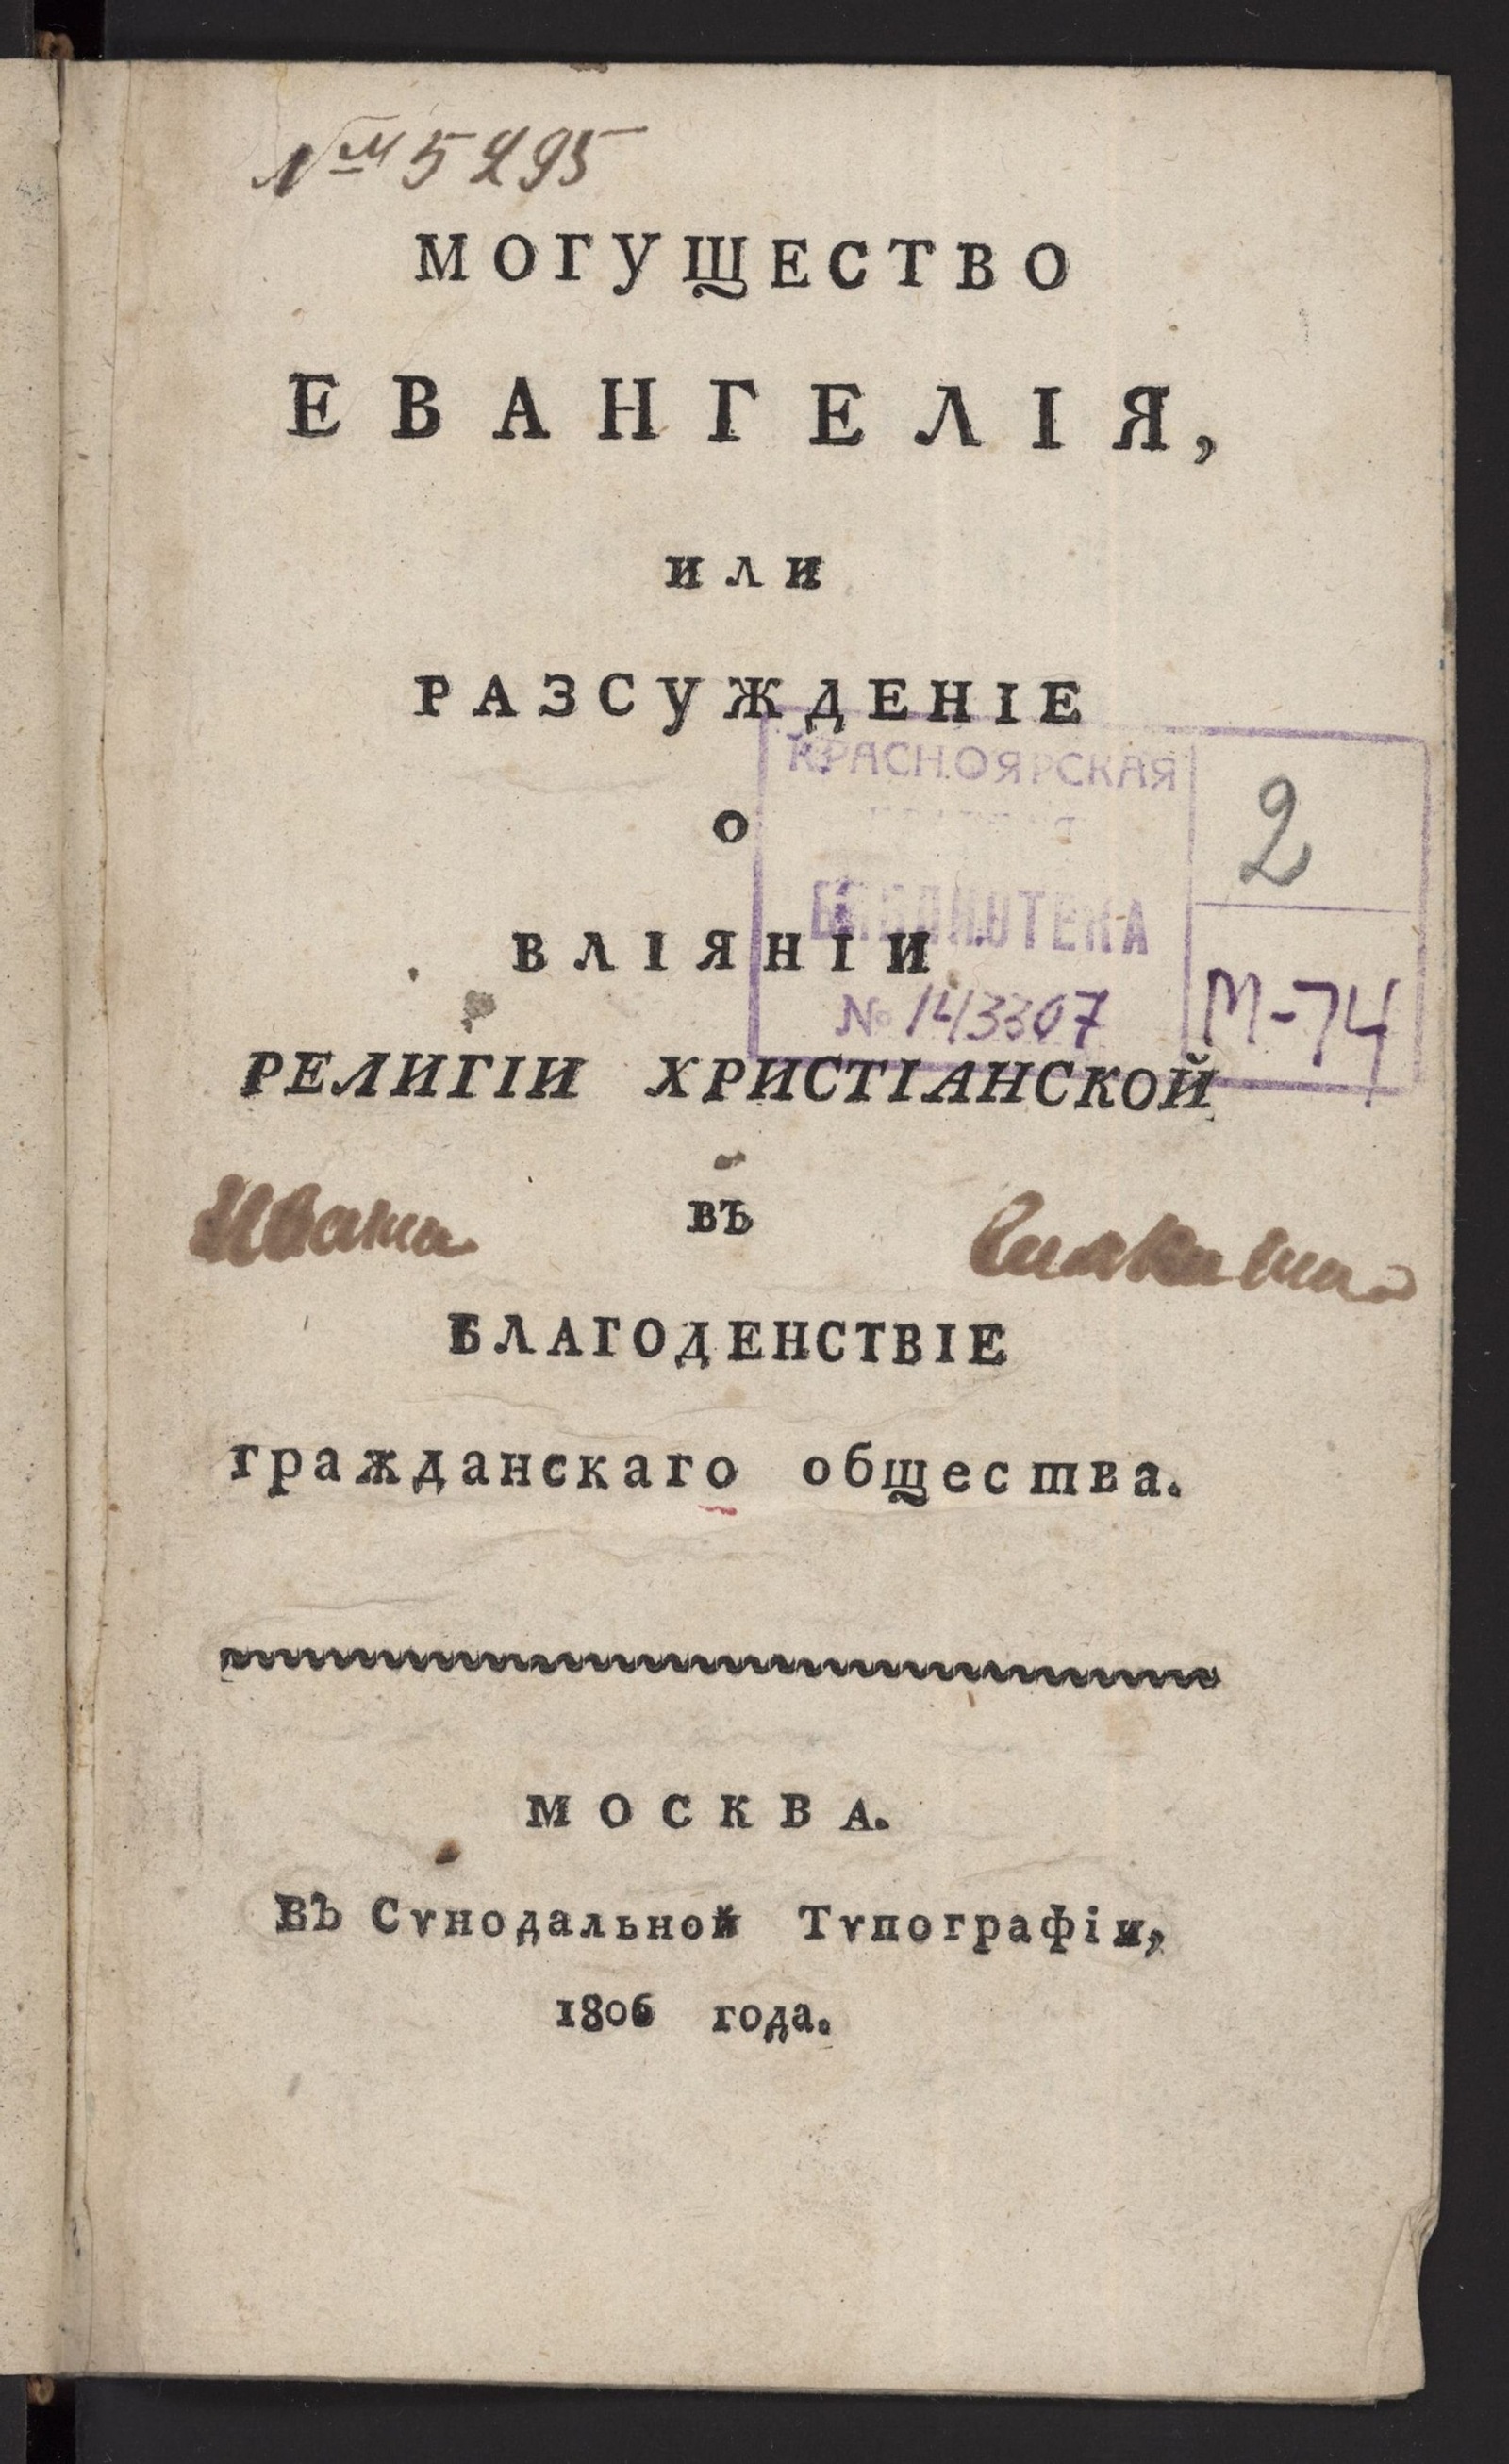 № 5295
МОГУЩЕСТВО
ЕВАНГЕЛІЯ,
или
РАЗСУЖДЕНІЕ
КРАСНОЯРСКАЯ
2
о
БИБЛИОТЕКА
ВЛІЯНІИ
№ 143307
М-74
РЕЛИГІИ ХРИСТІАНСКОЙ
Ивана
въ
БЛАГОДЕНСТВІЕ
гражданскаго общества.
МОСКВА.
Въ Сѵнодальной Тѵпографіи,
1806 года.